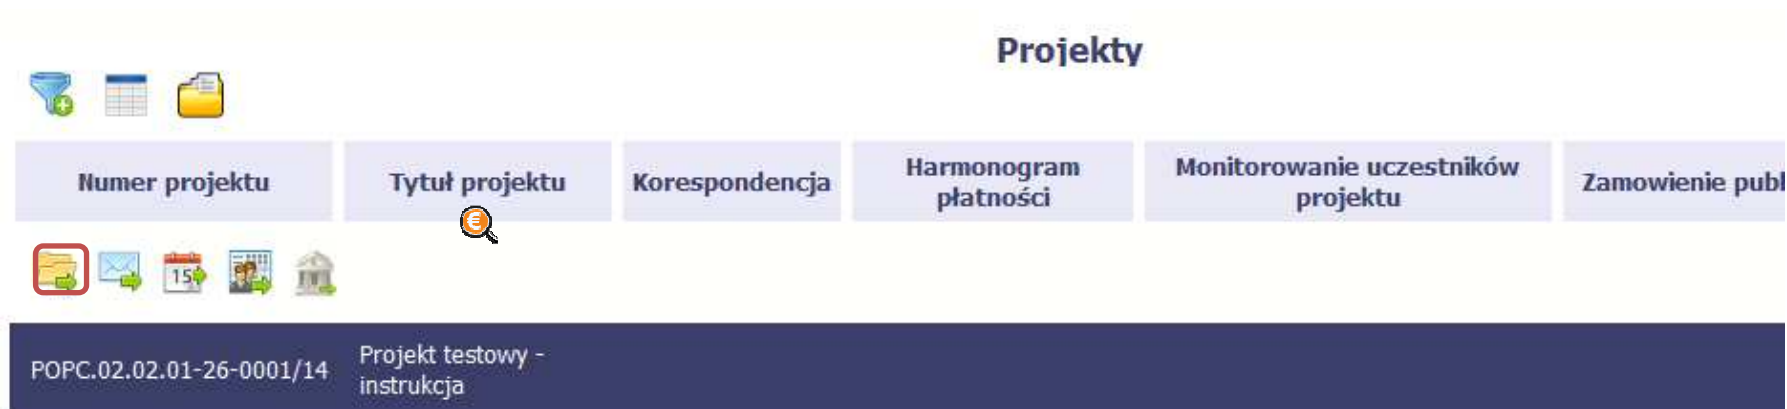 Projekty
Numer projektu
Tytuł projektu
Korespondencja
Harmonogram
płatności
Monitorowanie uczestników
projektu
Zamowienie publ
15
POPC.02.02.01-26-0001/14
Projekt testowy -
instrukcja